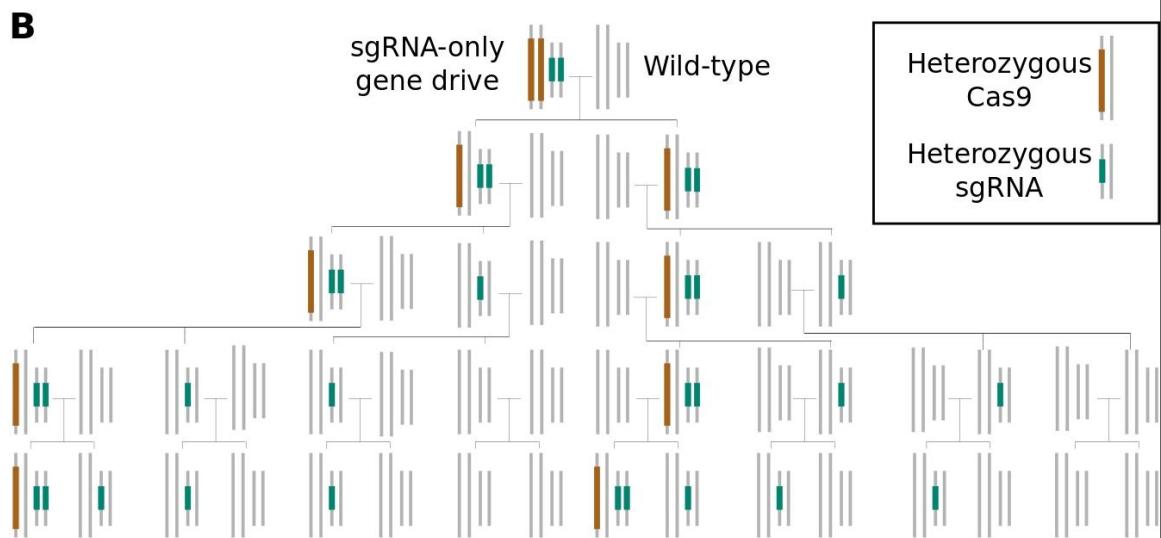 B
sgRNA-only
gene drive
Wild-type
Heterozygous
Cas9
Heterozygous
sgRNA